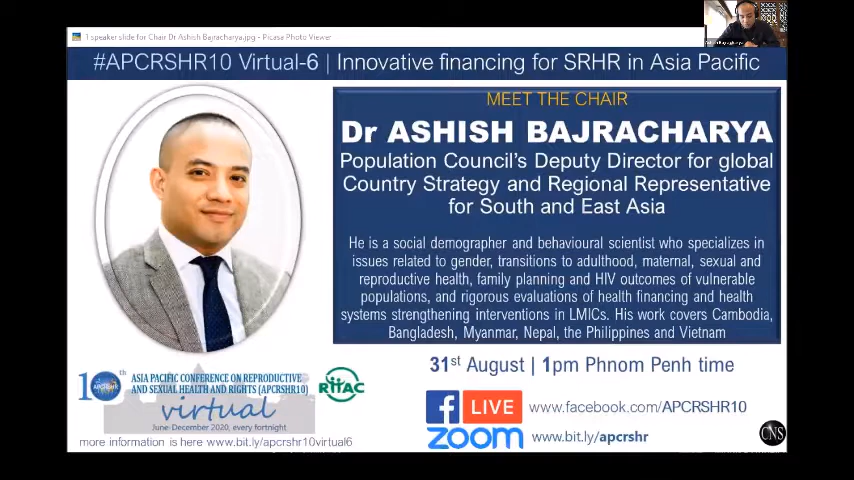 1 speaker slide for Chair Dr Ashish Bajracharya.jpg - Picasa Photo Viewer
Ashish Bajracharya
#APCRSHR10 Virtual-6 | Innovative financing for SRHR in Asia Pacific
MEET THE CHAIR
Dr ASHISH BAJRACHARYA
Population Council's Deputy Director for global
Country Strategy and Regional Representative
for South and East Asia
He is a social demographer and behavioural scientist who specializes in
issues related to gender, transitions to adulthood, maternal, sexual and
reproductive health, family planning and HIV outcomes of vulnerable
populations, and rigorous evaluations of health financing and health
systems strengthening interventions in LMICs. His work covers Cambodia,
Bangladesh, Myanmar, Nepal, the Philippines and Vietnam
31st August | 1pm Phnom Penh time
10th ASIA PACIFIC CONFERENCE ON REPRODUCTIVE
AND SEXUAL HEALTH AND RIGHTS (APCRSHR10)
virtual
June-December 2020, every fortnight
more information is here www.bit.ly/apcrshr10virtual6
LIVE www.facebook.com/APCRSHR10
zoom www.bit.ly/apcrshr
CNS